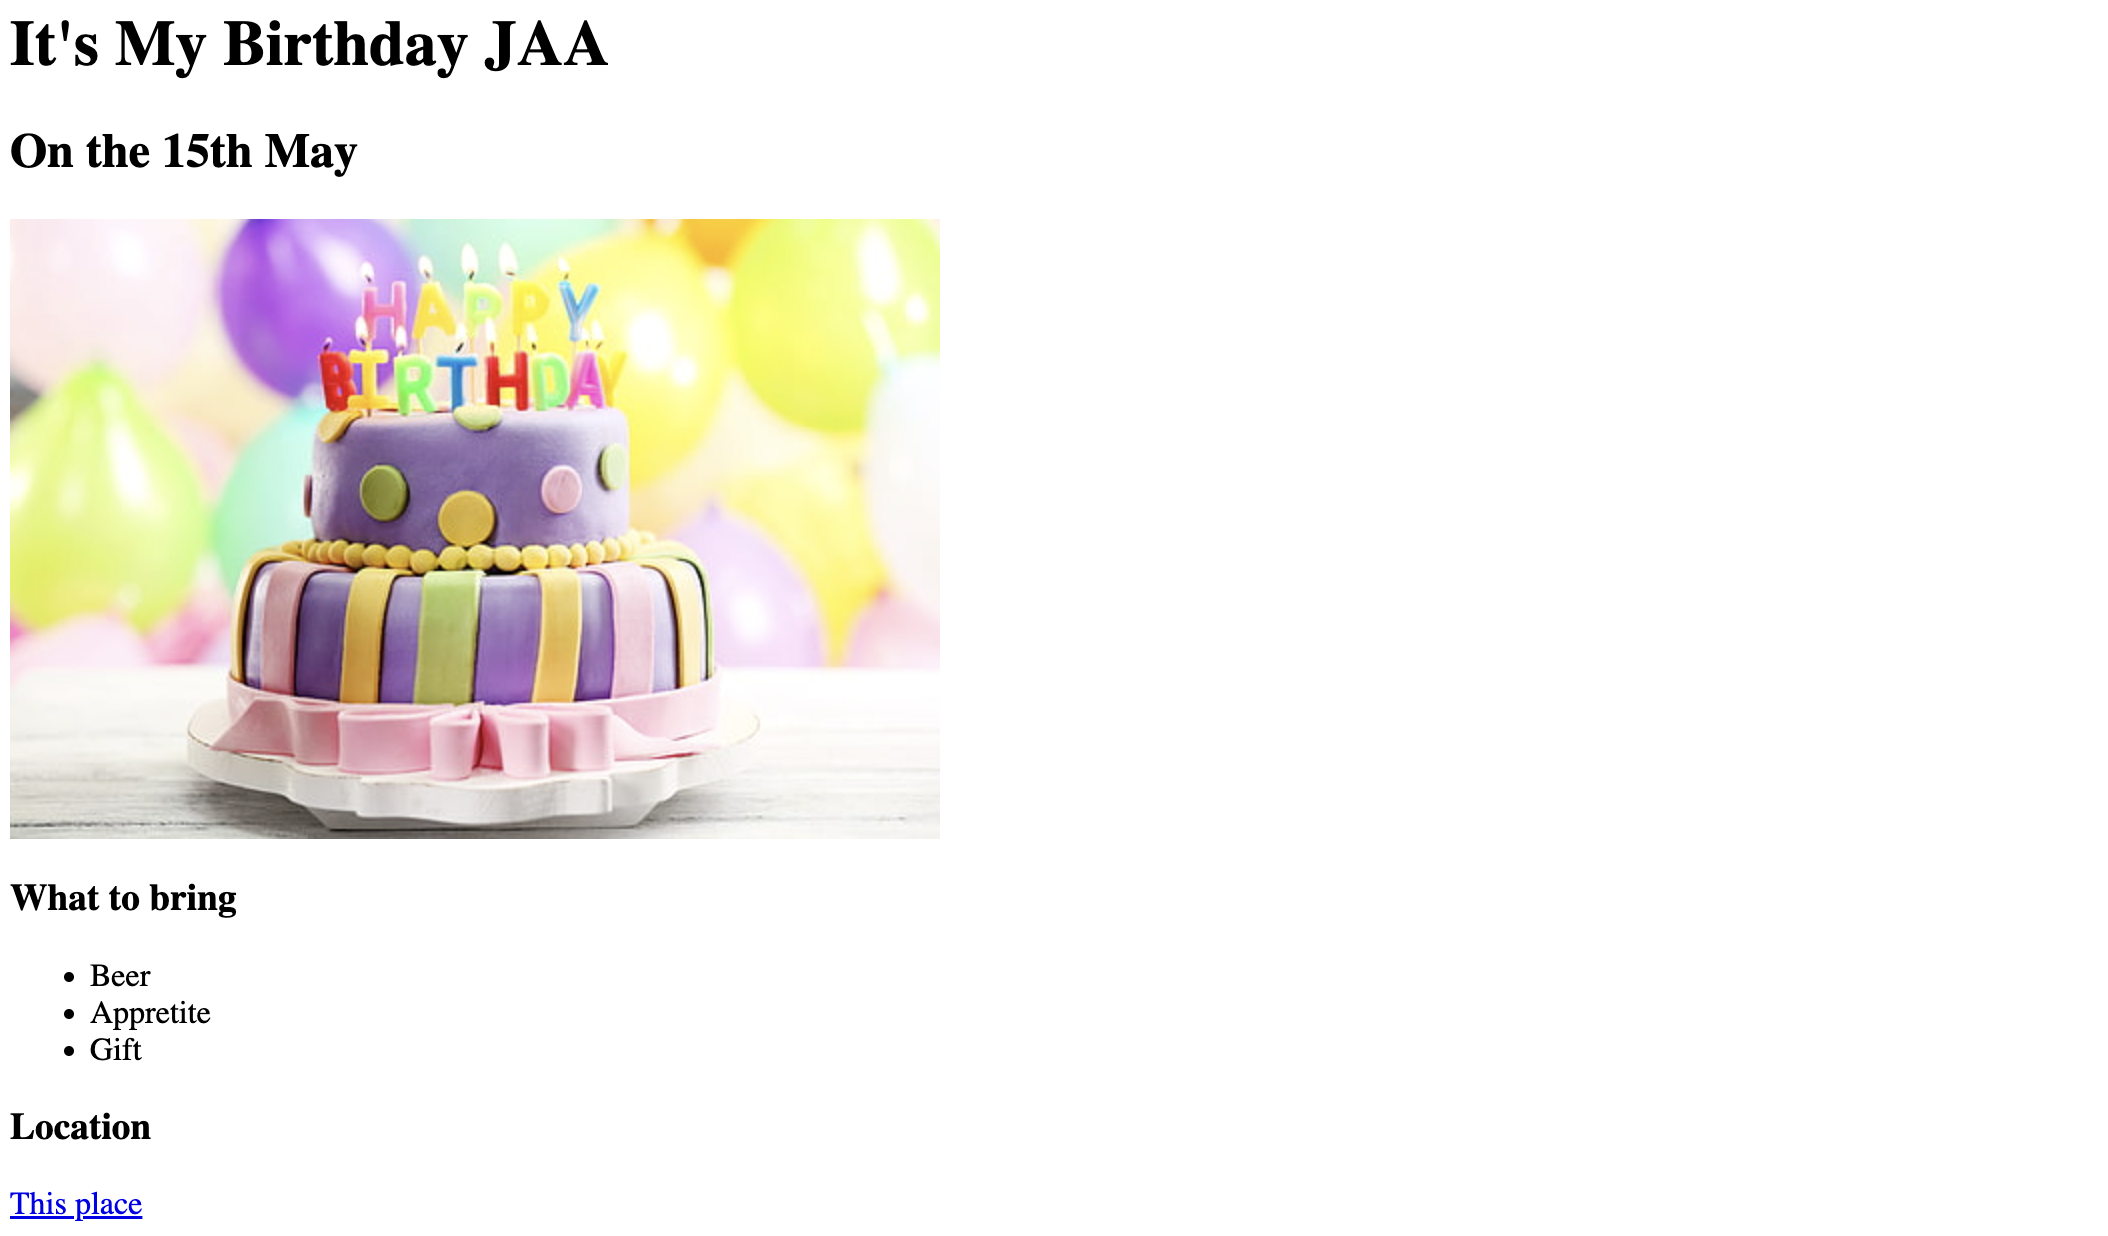 It's My Birthday JAA
On the 15th May
HAPPY
BIRTHDAY
What to bring
Beer
Appretite
Gift
Location
This place